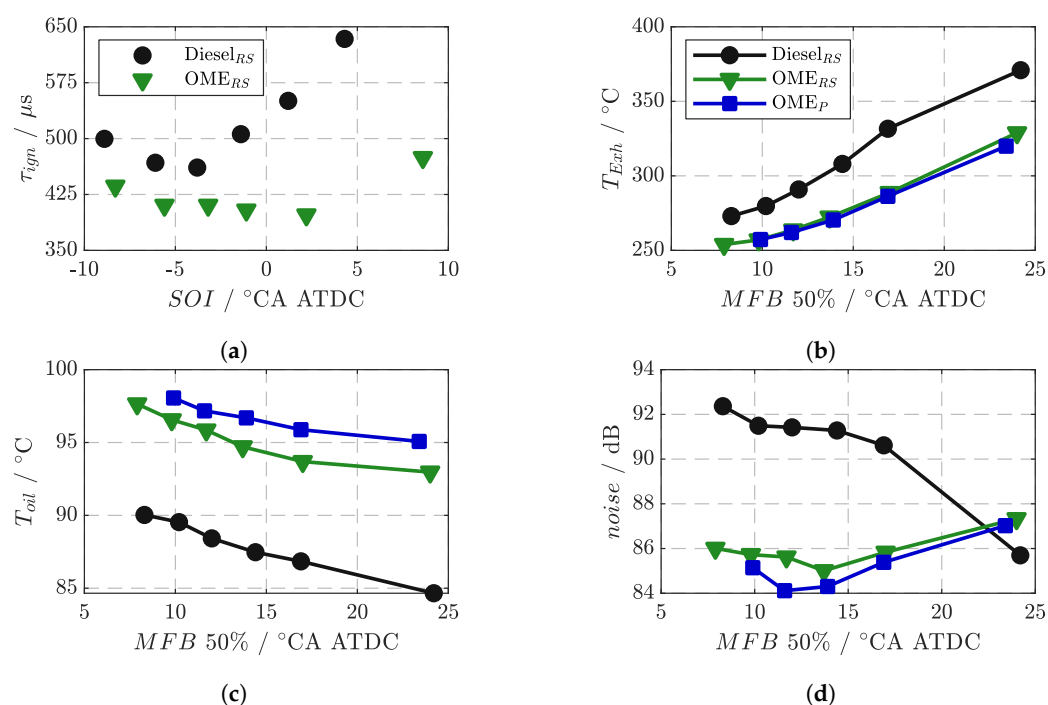 650
575
500
425
350
τign / μs
Diesel_RS
OME_RS
-10 -5 0 5 10
SOI / °CA ATDC
(a)
400
350
300
250
T_Exh / °C
Diesel_RS
OME_RS
OME_P
5 10 15 20 25
MFB 50% / °CA ATDC
(b)
100
95
90
85
T_oil / °C
5 10 15 20 25
MFB 50% / °CA ATDC
(c)
94
92
90
88
86
84
noise / dB
5 10 15 20 25
MFB 50% / °CA ATDC
(d)